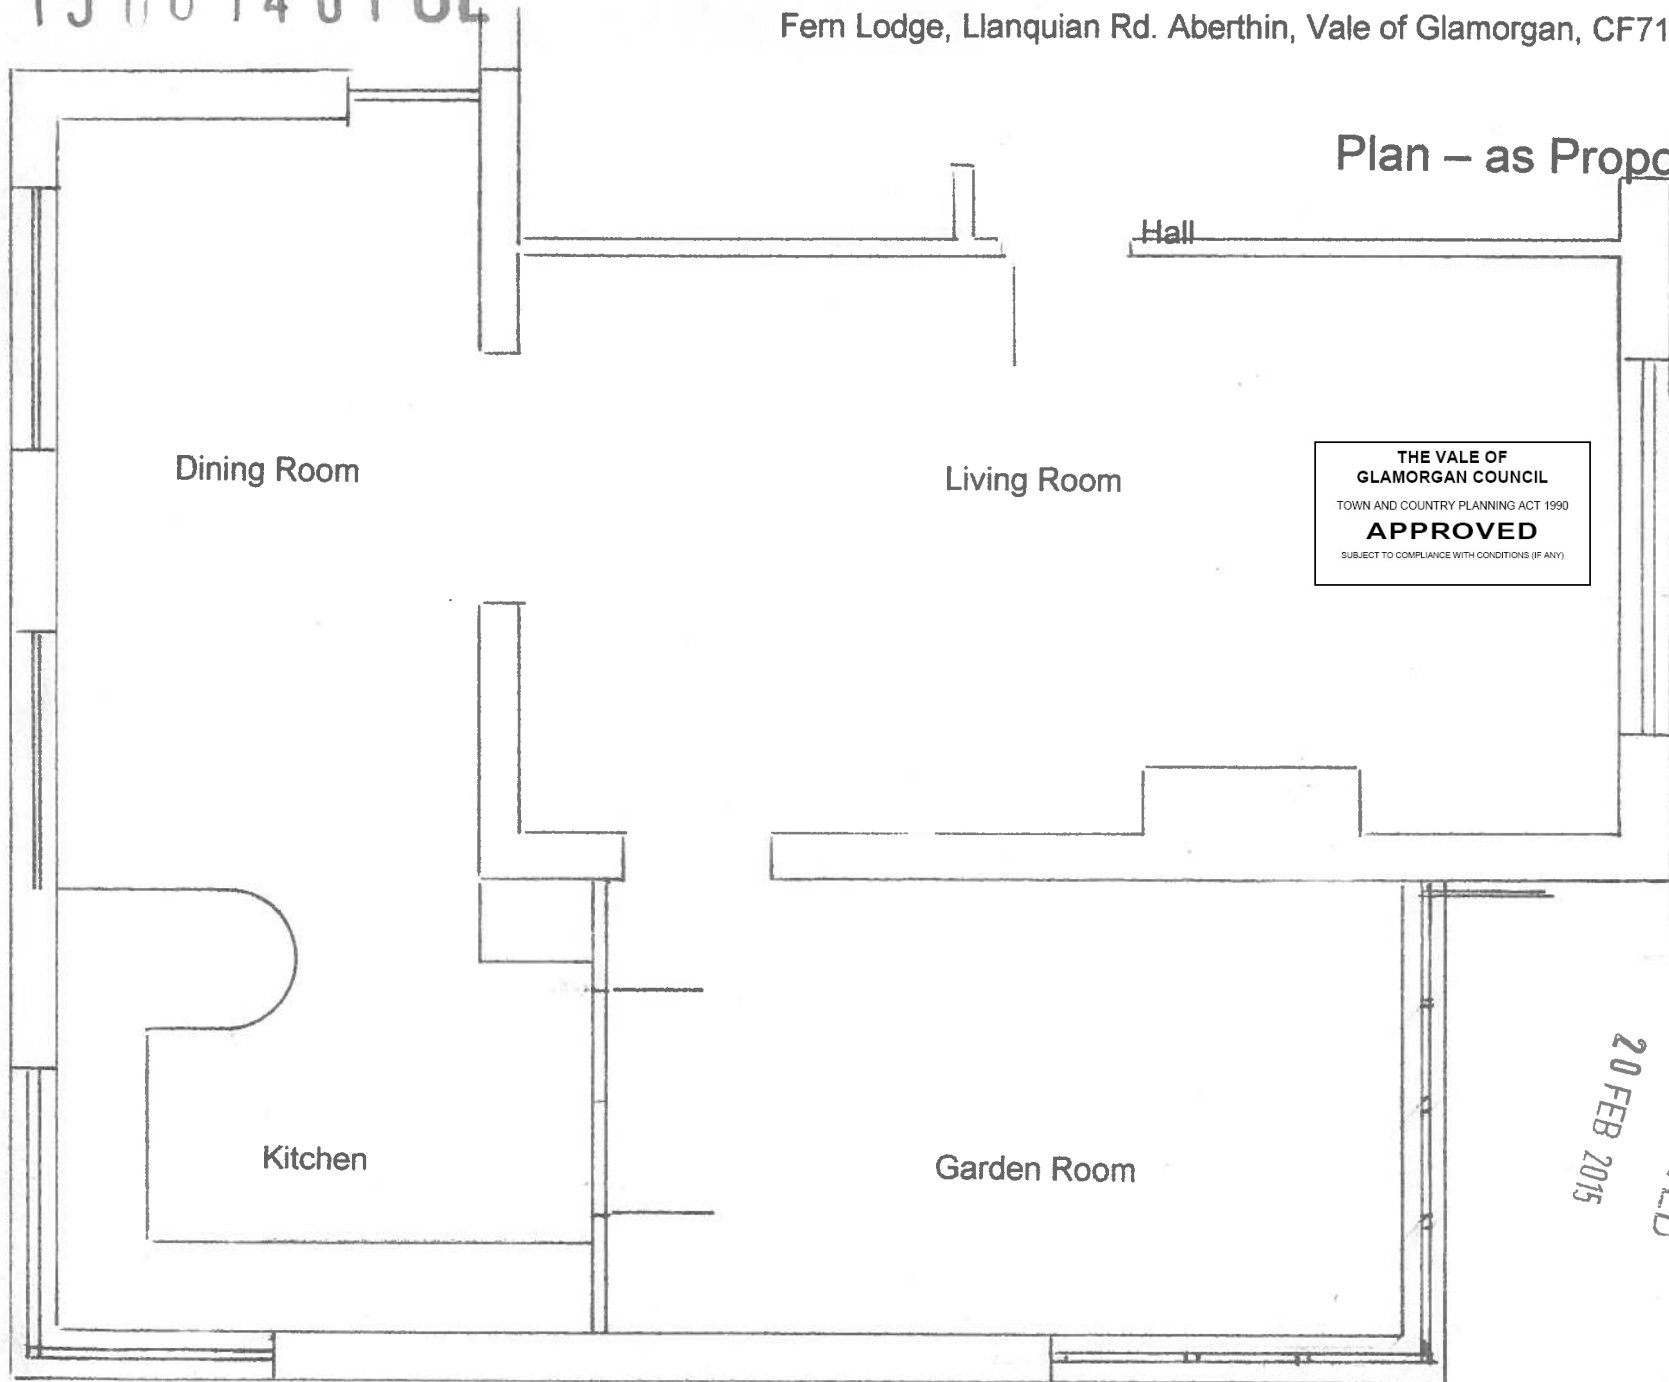 Fern Lodge, Llanquian Rd. Aberthin, Vale of Glamorgan, CF71
Plan – as Propo
Hall
Dining Room
Living Room
THE VALE OF
GLAMORGAN COUNCIL
TOWN AND COUNTRY PLANNING ACT 1990
APPROVED
SUBJECT TO COMPLIANCE WITH CONDITIONS (IF ANY)
Kitchen
Garden Room
20 FEB 2015